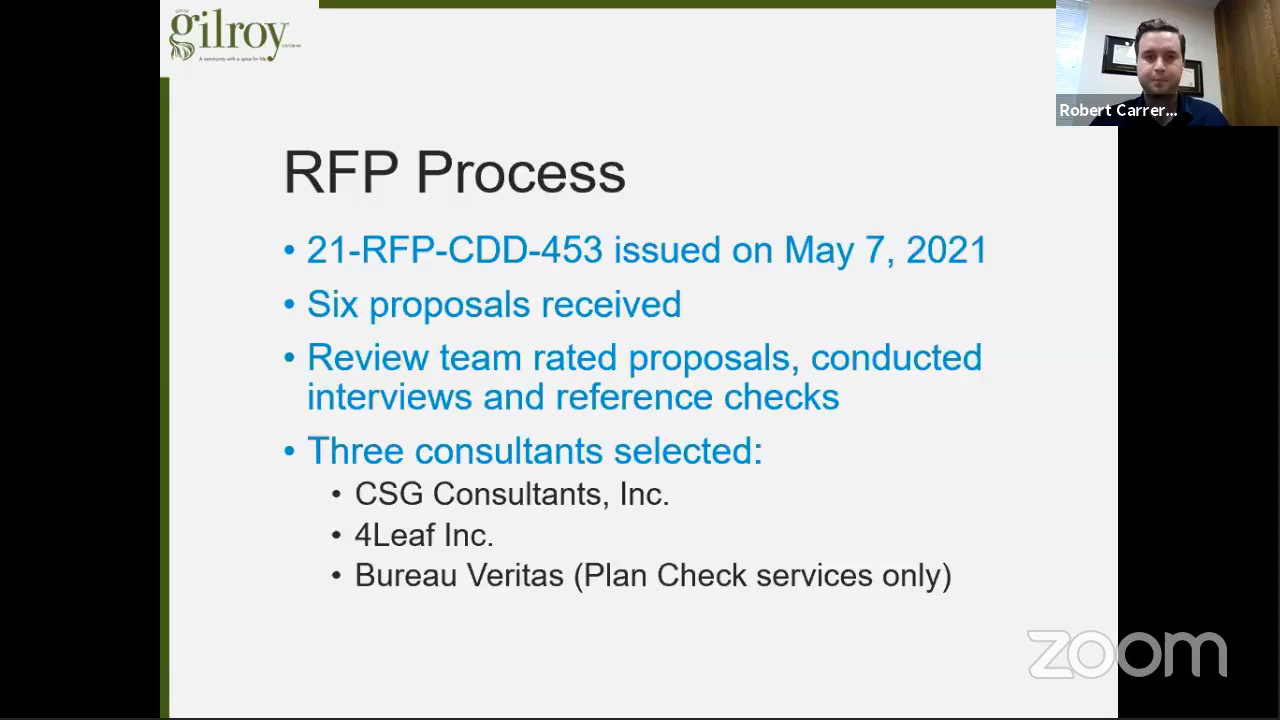 gilroy
A community with a spice for life
Robert Carrer...
RFP Process
• 21-RFP-CDD-453 issued on May 7, 2021
• Six proposals received
• Review team rated proposals, conducted
interviews and reference checks
• Three consultants selected:
• CSG Consultants, Inc.
• 4Leaf Inc.
• Bureau Veritas (Plan Check services only)
zoom